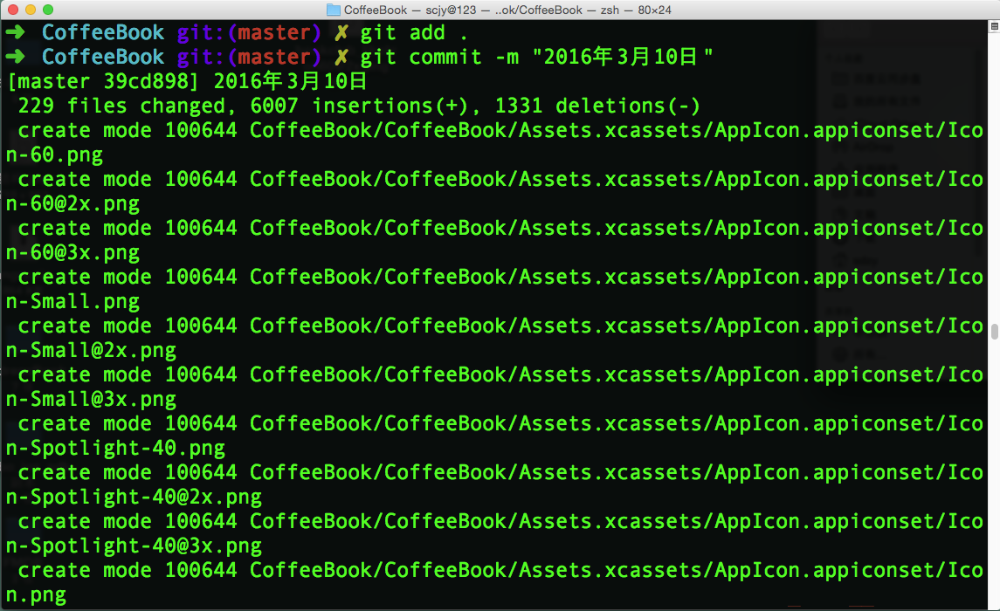 CoffeeBook — scjy@123 — ..ok/CoffeeBook — zsh — 80×24
➜ CoffeeBook git:(master) ✗ git add .
➜ CoffeeBook git:(master) ✗ git commit -m "2016年3月10日"
[master 39cd898] 2016年3月10日
229 files changed, 6007 insertions(+), 1331 deletions(-)
create mode 100644 CoffeeBook/CoffeeBook/Assets.xcassets/AppIcon.appiconset/Ico
n-60.png
create mode 100644 CoffeeBook/CoffeeBook/Assets.xcassets/AppIcon.appiconset/Ico
n-60@2x.png
create mode 100644 CoffeeBook/CoffeeBook/Assets.xcassets/AppIcon.appiconset/Ico
n-60@3x.png
create mode 100644 CoffeeBook/CoffeeBook/Assets.xcassets/AppIcon.appiconset/Ico
n-Small.png
create mode 100644 CoffeeBook/CoffeeBook/Assets.xcassets/AppIcon.appiconset/Ico
n-Small@2x.png
create mode 100644 CoffeeBook/CoffeeBook/Assets.xcassets/AppIcon.appiconset/Ico
n-Small@3x.png
create mode 100644 CoffeeBook/CoffeeBook/Assets.xcassets/AppIcon.appiconset/Ico
n-Spotlight-40.png
create mode 100644 CoffeeBook/CoffeeBook/Assets.xcassets/AppIcon.appiconset/Ico
n-Spotlight-40@2x.png
create mode 100644 CoffeeBook/CoffeeBook/Assets.xcassets/AppIcon.appiconset/Ico
n-Spotlight-40@3x.png
create mode 100644 CoffeeBook/CoffeeBook/Assets.xcassets/AppIcon.appiconset/Ico
n.png